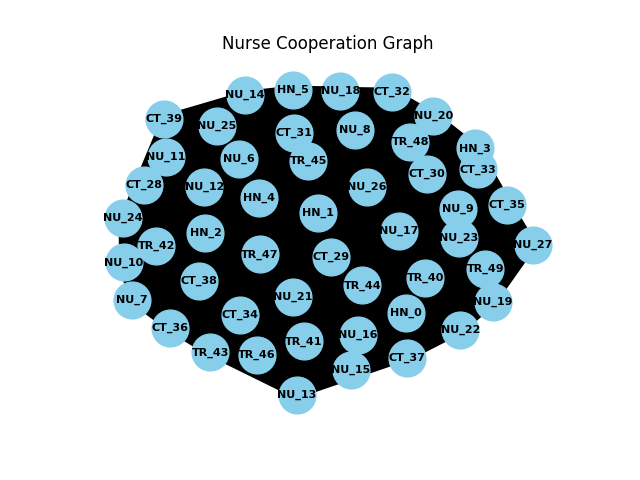 Nurse Cooperation Graph
NU_14
HN_5
NU_18
CT_32
CT_39
NU_25
CT_31
NU_8
NU_20
TR_48
HN_3
NU_11
NU_6
TR_45
CT_30
CT_33
CT_28
NU_12
HN_4
NU_26
NU_24
HN_1
NU_9
CT_35
TR_42
HN_2
NU_17
NU_23
NU_27
NU_10
TR_47
CT_29
TR_49
NU_7
CT_38
NU_21
TR_44
TR_40
NU_19
CT_36
CT_34
HN_0
NU_22
TR_43
TR_46
TR_41
NU_16
CT_37
NU_15
NU_13